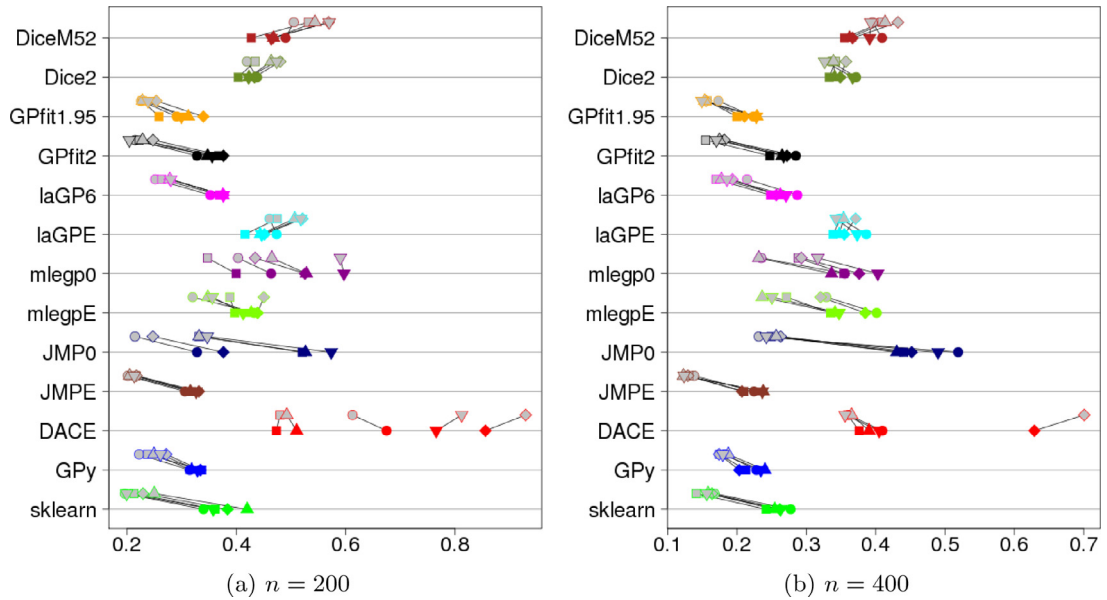 DiceM52
Dice2
GPfit1.95
GPfit2
laGP6
laGPE
mlegp0
mlegpE
JMP0
JMPE
DACE
GPy
sklearn
0.2 0.4 0.6 0.8
(a) n = 200
DiceM52
Dice2
GPfit1.95
GPfit2
laGP6
laGPE
mlegp0
mlegpE
JMP0
JMPE
DACE
GPy
sklearn
0.1 0.2 0.3 0.4 0.5 0.6 0.7
(b) n = 400